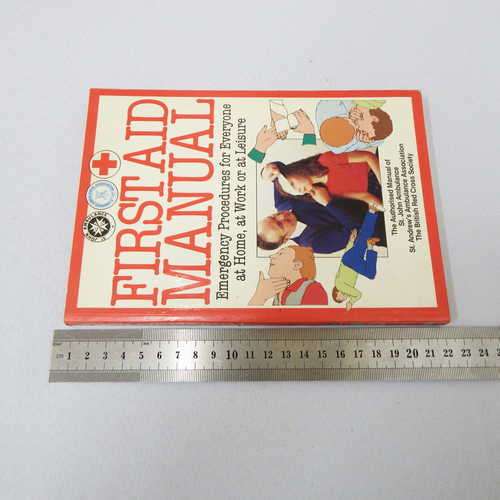 FIRST AID
MANUAL
Emergency Procedures for Everyone
at Home, at Work or at Leisure
The Authorised Manual of
St. John Ambulance
St. Andrew's Ambulance Association
The British Red Cross Society
1 2 3 4 5 6 7 8 9 10 11 12 13 14 15 16 17 18 19 20 21 22 23 24